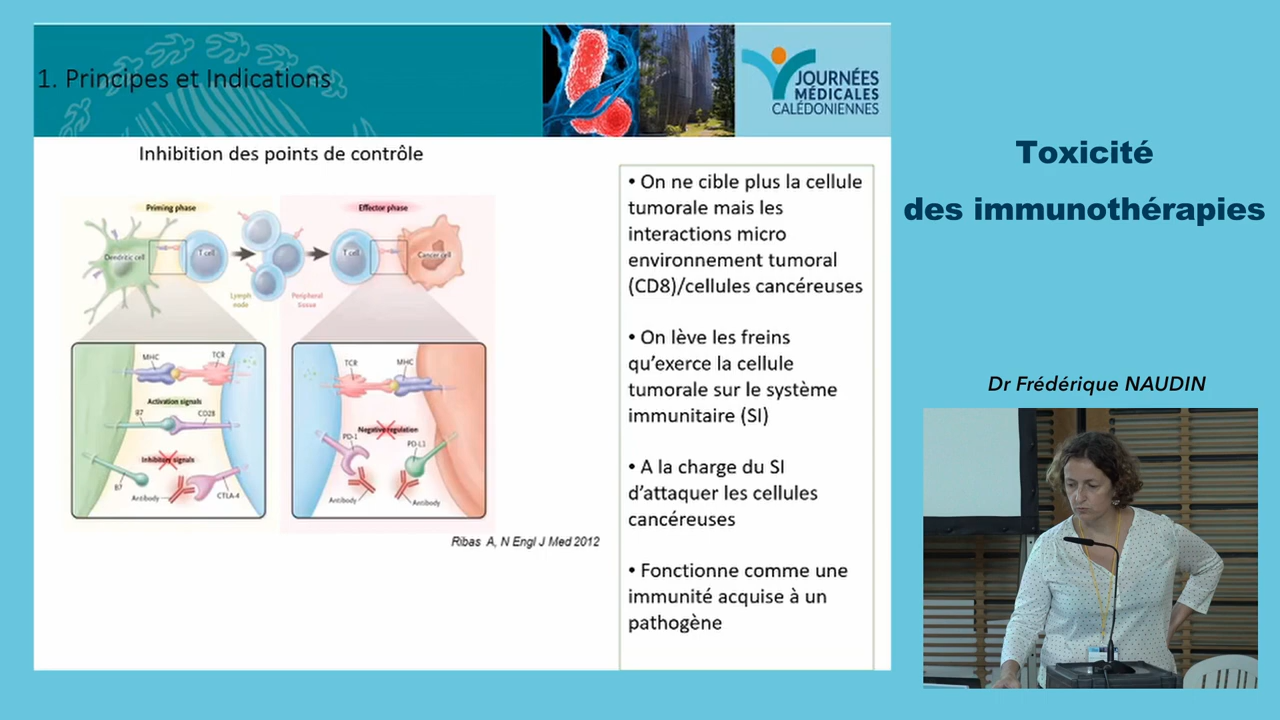 1. Principes et Indications
JOURNÉES
MÉDICALES
CALÉDONIENNES
Inhibition des points de contrôle
Priming phase
Effector phase
Dendritic cell
T cell
T cell
Cancer cell
Lymph
node
Peripheral
tissue
MHC
TCR
Activation signals
B7
CD28
Inhibitory signals
B7
Antibody
CTLA-4
TCR
MHC
Negative regulation
PD-1
PD-L1
Antibody
Antibody
Ribas A, N Engl J Med 2012
• On ne cible plus la cellule
tumorale mais les
interactions micro
environnement tumoral
(CD8)/cellules cancéreuses
• On lève les freins
qu'exerce la cellule
tumorale sur le système
immunitaire (SI)
• A la charge du SI
d'attaquer les cellules
cancéreuses
• Fonctionne comme une
immunité acquise à un
pathogène
Toxicité
des immunothérapies
Dr Frédérique NAUDIN